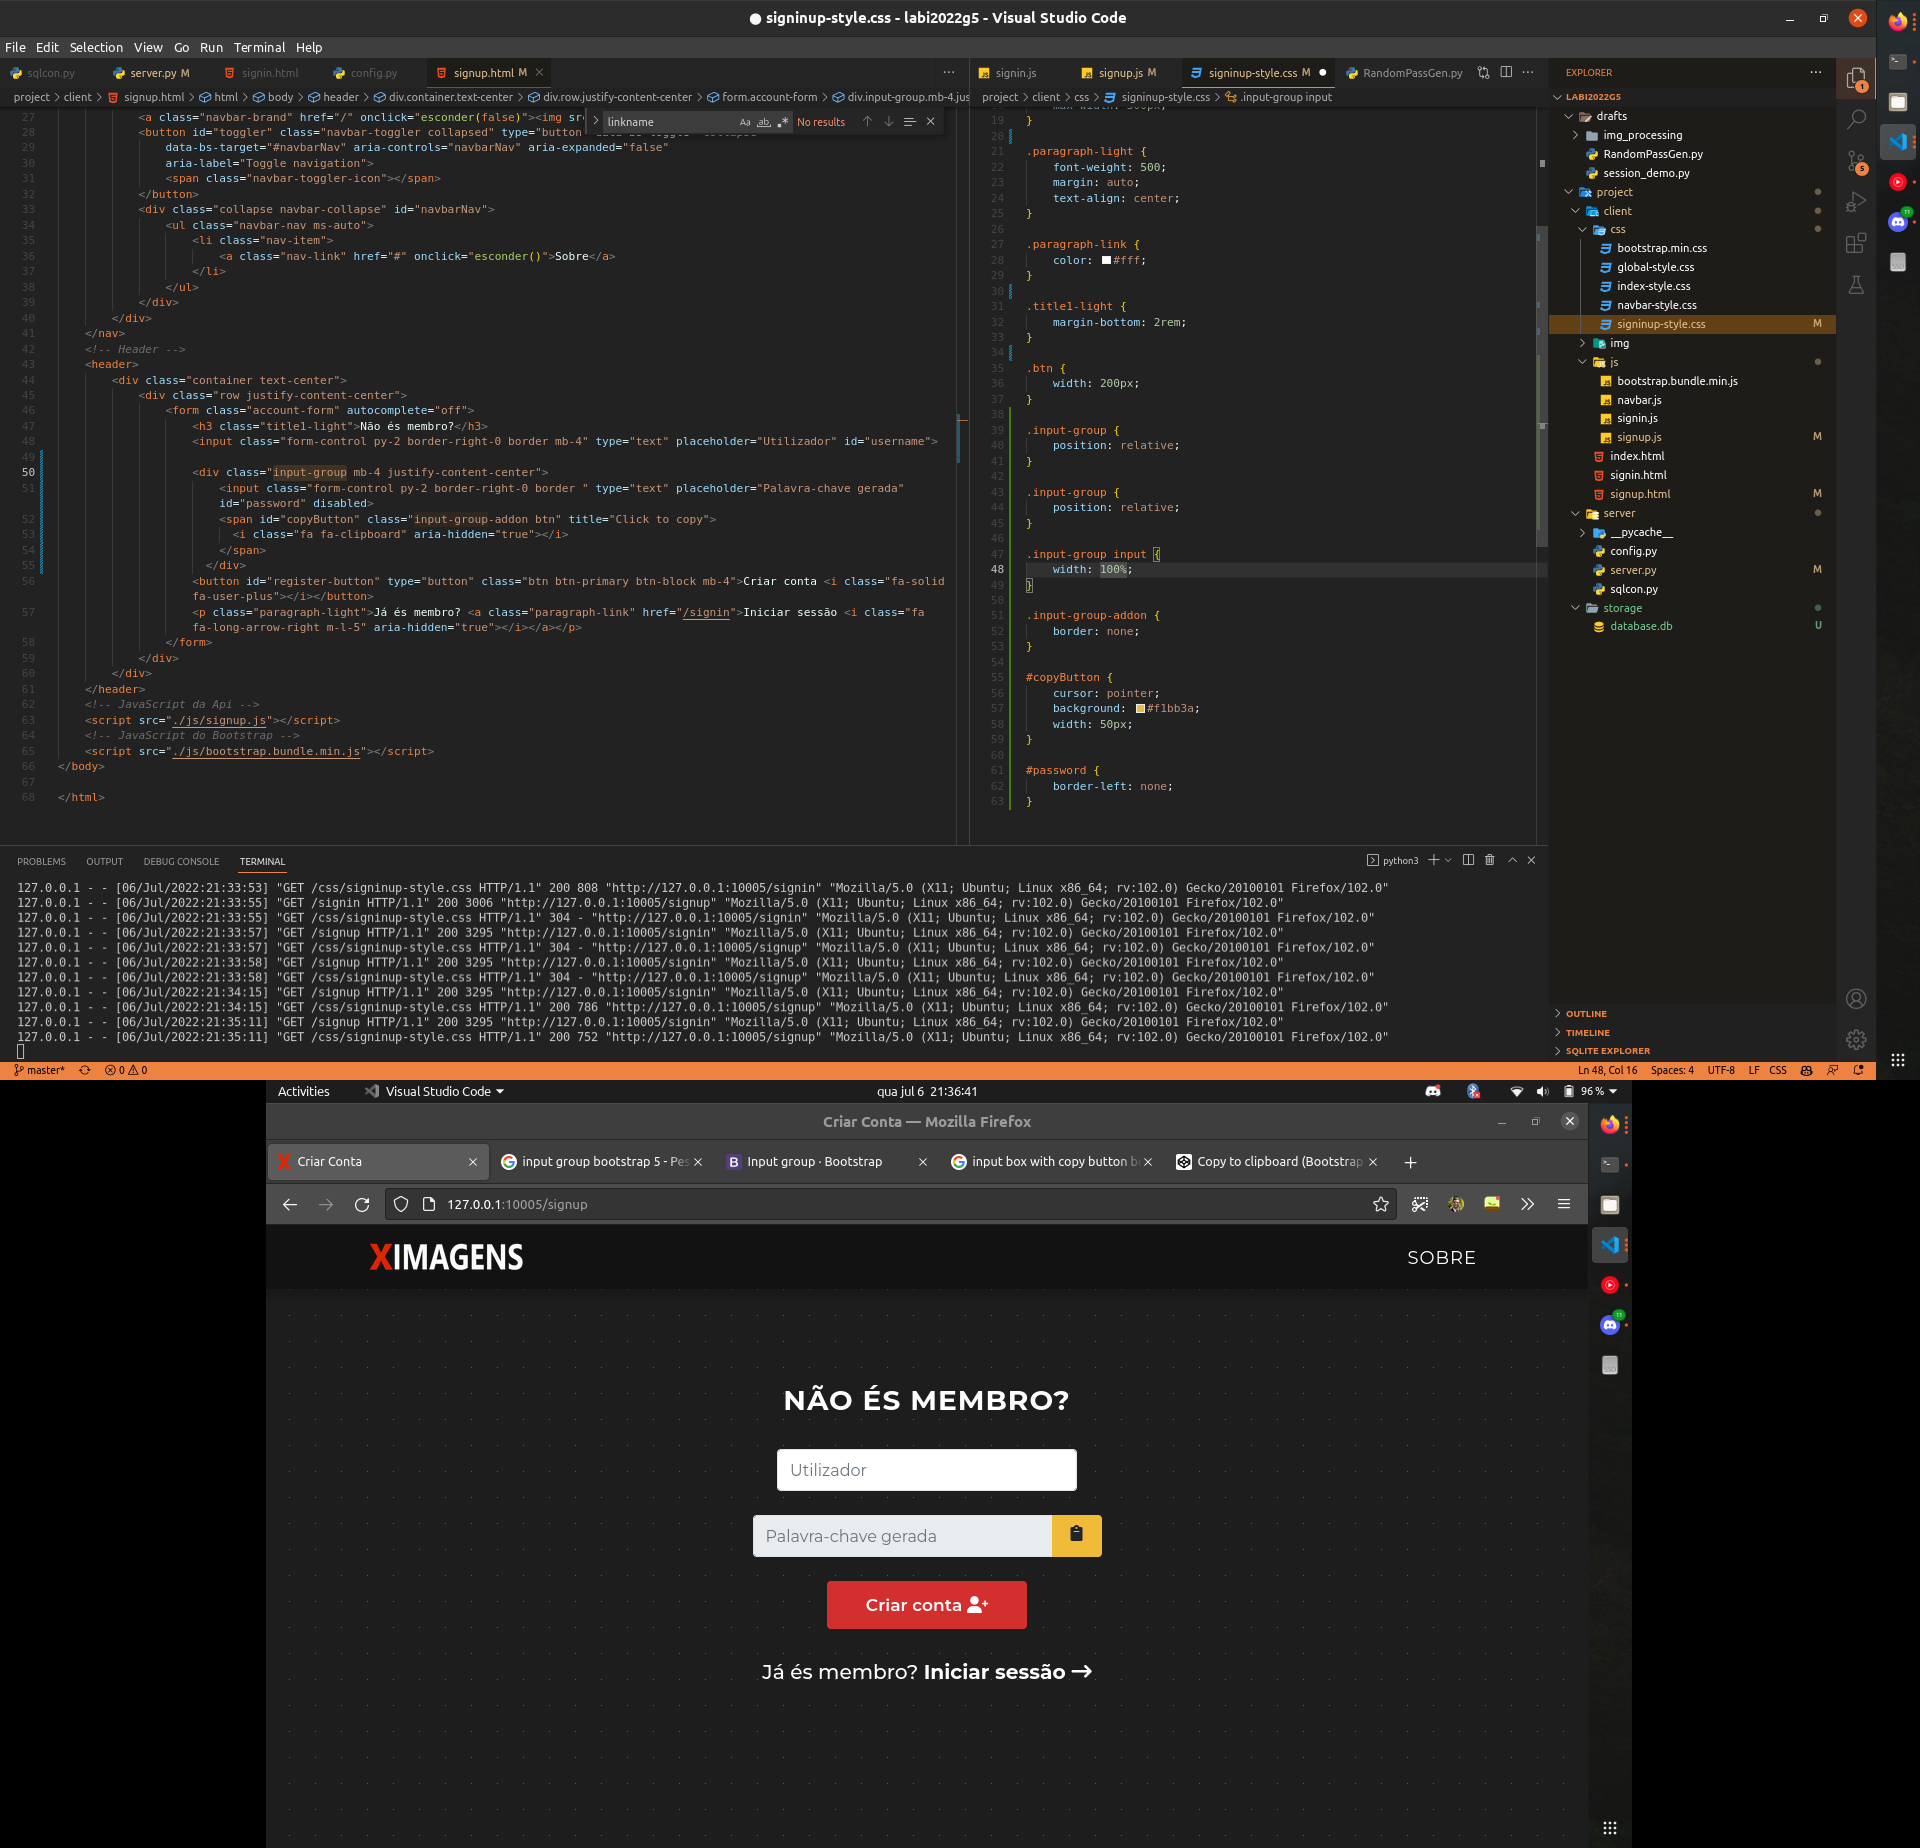 ● signinup-style.css - labi2022g5 - Visual Studio Code
File Edit Selection View Go Run Terminal Help
sqlcon.py server.py M signin.html config.py signup.html M
signin.js signup.js M signinup-style.css M ● RandomPassGen.py
EXPLORER
project > client > signup.html > html > body > header > div.container.text-center > div.row.justify-content-center > form.account-form > div.input-group.mb-4.jus
project > client > css > signinup-style.css > .input-group input
linkname Aa ab .* No results
27 <a class="navbar-brand" href="/" onclick="esconder(false)"><img src
28 <button id="toggler" class="navbar-toggler collapsed" type="button"
29 data-bs-target="#navbarNav" aria-controls="navbarNav" aria-expanded="false"
30 aria-label="Toggle navigation">
31 <span class="navbar-toggler-icon"></span>
32 </button>
33 <div class="collapse navbar-collapse" id="navbarNav">
34 <ul class="navbar-nav ms-auto">
35 <li class="nav-item">
36 <a class="nav-link" href="#" onclick="esconder()">Sobre</a>
37 </li>
38 </ul>
39 </div>
40 </div>
41 </nav>
42 <!-- Header -->
43 <header>
44 <div class="container text-center">
45 <div class="row justify-content-center">
46 <form class="account-form" autocomplete="off">
47 <h3 class="title1-light">Não és membro?</h3>
48 <input class="form-control py-2 border-right-0 border mb-4" type="text" placeholder="Utilizador" id="username">
49
50 <div class="input-group mb-4 justify-content-center">
51 <input class="form-control py-2 border-right-0 border " type="text" placeholder="Palavra-chave gerada"
id="password" disabled>
52 <span id="copyButton" class="input-group-addon btn" title="Click to copy">
53 <i class="fa fa-clipboard" aria-hidden="true"></i>
54 </span>
55 </div>
56 <button id="register-button" type="button" class="btn btn-primary btn-block mb-4">Criar conta <i class="fa-solid
fa-user-plus"></i></button>
57 <p class="paragraph-light">Já és membro? <a class="paragraph-link" href="/signin">Iniciar sessão <i class="fa
fa-long-arrow-right m-l-5" aria-hidden="true"></i></a></p>
58 </form>
59 </div>
60 </div>
61 </header>
62 <!-- JavaScript da Api -->
63 <script src="./js/signup.js"></script>
64 <!-- JavaScript do Bootstrap -->
65 <script src="./js/bootstrap.bundle.min.js"></script>
66 </body>
67
68 </html>
19 }
20
21 .paragraph-light {
22 font-weight: 500;
23 margin: auto;
24 text-align: center;
25 }
26
27 .paragraph-link {
28 color: #fff;
29 }
30
31 .title1-light {
32 margin-bottom: 2rem;
33 }
34
35 .btn {
36 width: 200px;
37 }
38
39 .input-group {
40 position: relative;
41 }
42
43 .input-group {
44 position: relative;
45 }
46
47 .input-group input {
48 width: 100%;
49 }
50
51 .input-group-addon {
52 border: none;
53 }
54
55 #copyButton {
56 cursor: pointer;
57 background: #f1bb3a;
58 width: 50px;
59 }
60
61 #password {
62 border-left: none;
63 }
LABI2022G5
drafts
img_processing
RandomPassGen.py
session_demo.py
project
client
css
bootstrap.min.css
global-style.css
index-style.css
navbar-style.css
signinup-style.css M
img
js
bootstrap.bundle.min.js
navbar.js
signin.js
signup.js M
index.html
signin.html
signup.html M
server
__pycache__
config.py
server.py M
sqlcon.py
storage
database.db U
OUTLINE
TIMELINE
SQLITE EXPLORER
1
5
11
PROBLEMS OUTPUT DEBUG CONSOLE TERMINAL
python3
127.0.0.1 - - [06/Jul/2022:21:33:53] "GET /css/signinup-style.css HTTP/1.1" 200 808 "http://127.0.0.1:10005/signin" "Mozilla/5.0 (X11; Ubuntu; Linux x86_64; rv:102.0) Gecko/20100101 Firefox/102.0"
127.0.0.1 - - [06/Jul/2022:21:33:55] "GET /signin HTTP/1.1" 200 3006 "http://127.0.0.1:10005/signup" "Mozilla/5.0 (X11; Ubuntu; Linux x86_64; rv:102.0) Gecko/20100101 Firefox/102.0"
127.0.0.1 - - [06/Jul/2022:21:33:55] "GET /css/signinup-style.css HTTP/1.1" 304 - "http://127.0.0.1:10005/signin" "Mozilla/5.0 (X11; Ubuntu; Linux x86_64; rv:102.0) Gecko/20100101 Firefox/102.0"
127.0.0.1 - - [06/Jul/2022:21:33:57] "GET /signup HTTP/1.1" 200 3295 "http://127.0.0.1:10005/signin" "Mozilla/5.0 (X11; Ubuntu; Linux x86_64; rv:102.0) Gecko/20100101 Firefox/102.0"
127.0.0.1 - - [06/Jul/2022:21:33:57] "GET /css/signinup-style.css HTTP/1.1" 304 - "http://127.0.0.1:10005/signup" "Mozilla/5.0 (X11; Ubuntu; Linux x86_64; rv:102.0) Gecko/20100101 Firefox/102.0"
127.0.0.1 - - [06/Jul/2022:21:33:58] "GET /signup HTTP/1.1" 200 3295 "http://127.0.0.1:10005/signin" "Mozilla/5.0 (X11; Ubuntu; Linux x86_64; rv:102.0) Gecko/20100101 Firefox/102.0"
127.0.0.1 - - [06/Jul/2022:21:33:58] "GET /css/signinup-style.css HTTP/1.1" 304 - "http://127.0.0.1:10005/signup" "Mozilla/5.0 (X11; Ubuntu; Linux x86_64; rv:102.0) Gecko/20100101 Firefox/102.0"
127.0.0.1 - - [06/Jul/2022:21:34:15] "GET /signup HTTP/1.1" 200 3295 "http://127.0.0.1:10005/signin" "Mozilla/5.0 (X11; Ubuntu; Linux x86_64; rv:102.0) Gecko/20100101 Firefox/102.0"
127.0.0.1 - - [06/Jul/2022:21:34:15] "GET /css/signinup-style.css HTTP/1.1" 200 786 "http://127.0.0.1:10005/signup" "Mozilla/5.0 (X11; Ubuntu; Linux x86_64; rv:102.0) Gecko/20100101 Firefox/102.0"
127.0.0.1 - - [06/Jul/2022:21:35:11] "GET /signup HTTP/1.1" 200 3295 "http://127.0.0.1:10005/signin" "Mozilla/5.0 (X11; Ubuntu; Linux x86_64; rv:102.0) Gecko/20100101 Firefox/102.0"
127.0.0.1 - - [06/Jul/2022:21:35:11] "GET /css/signinup-style.css HTTP/1.1" 200 752 "http://127.0.0.1:10005/signup" "Mozilla/5.0 (X11; Ubuntu; Linux x86_64; rv:102.0) Gecko/20100101 Firefox/102.0"
master* 0 0 Ln 48, Col 16 Spaces: 4 UTF-8 LF CSS
Activities Visual Studio Code qua jul 6 21:36:41 96 %
Criar Conta — Mozilla Firefox
Criar Conta input group bootstrap 5 - Pes Input group · Bootstrap input box with copy button b Copy to clipboard (Bootstrap
127.0.0.1:10005/signup
XIMAGENS SOBRE
11
NÃO ÉS MEMBRO?
Utilizador
Palavra-chave gerada
Criar conta
Já és membro? Iniciar sessão →